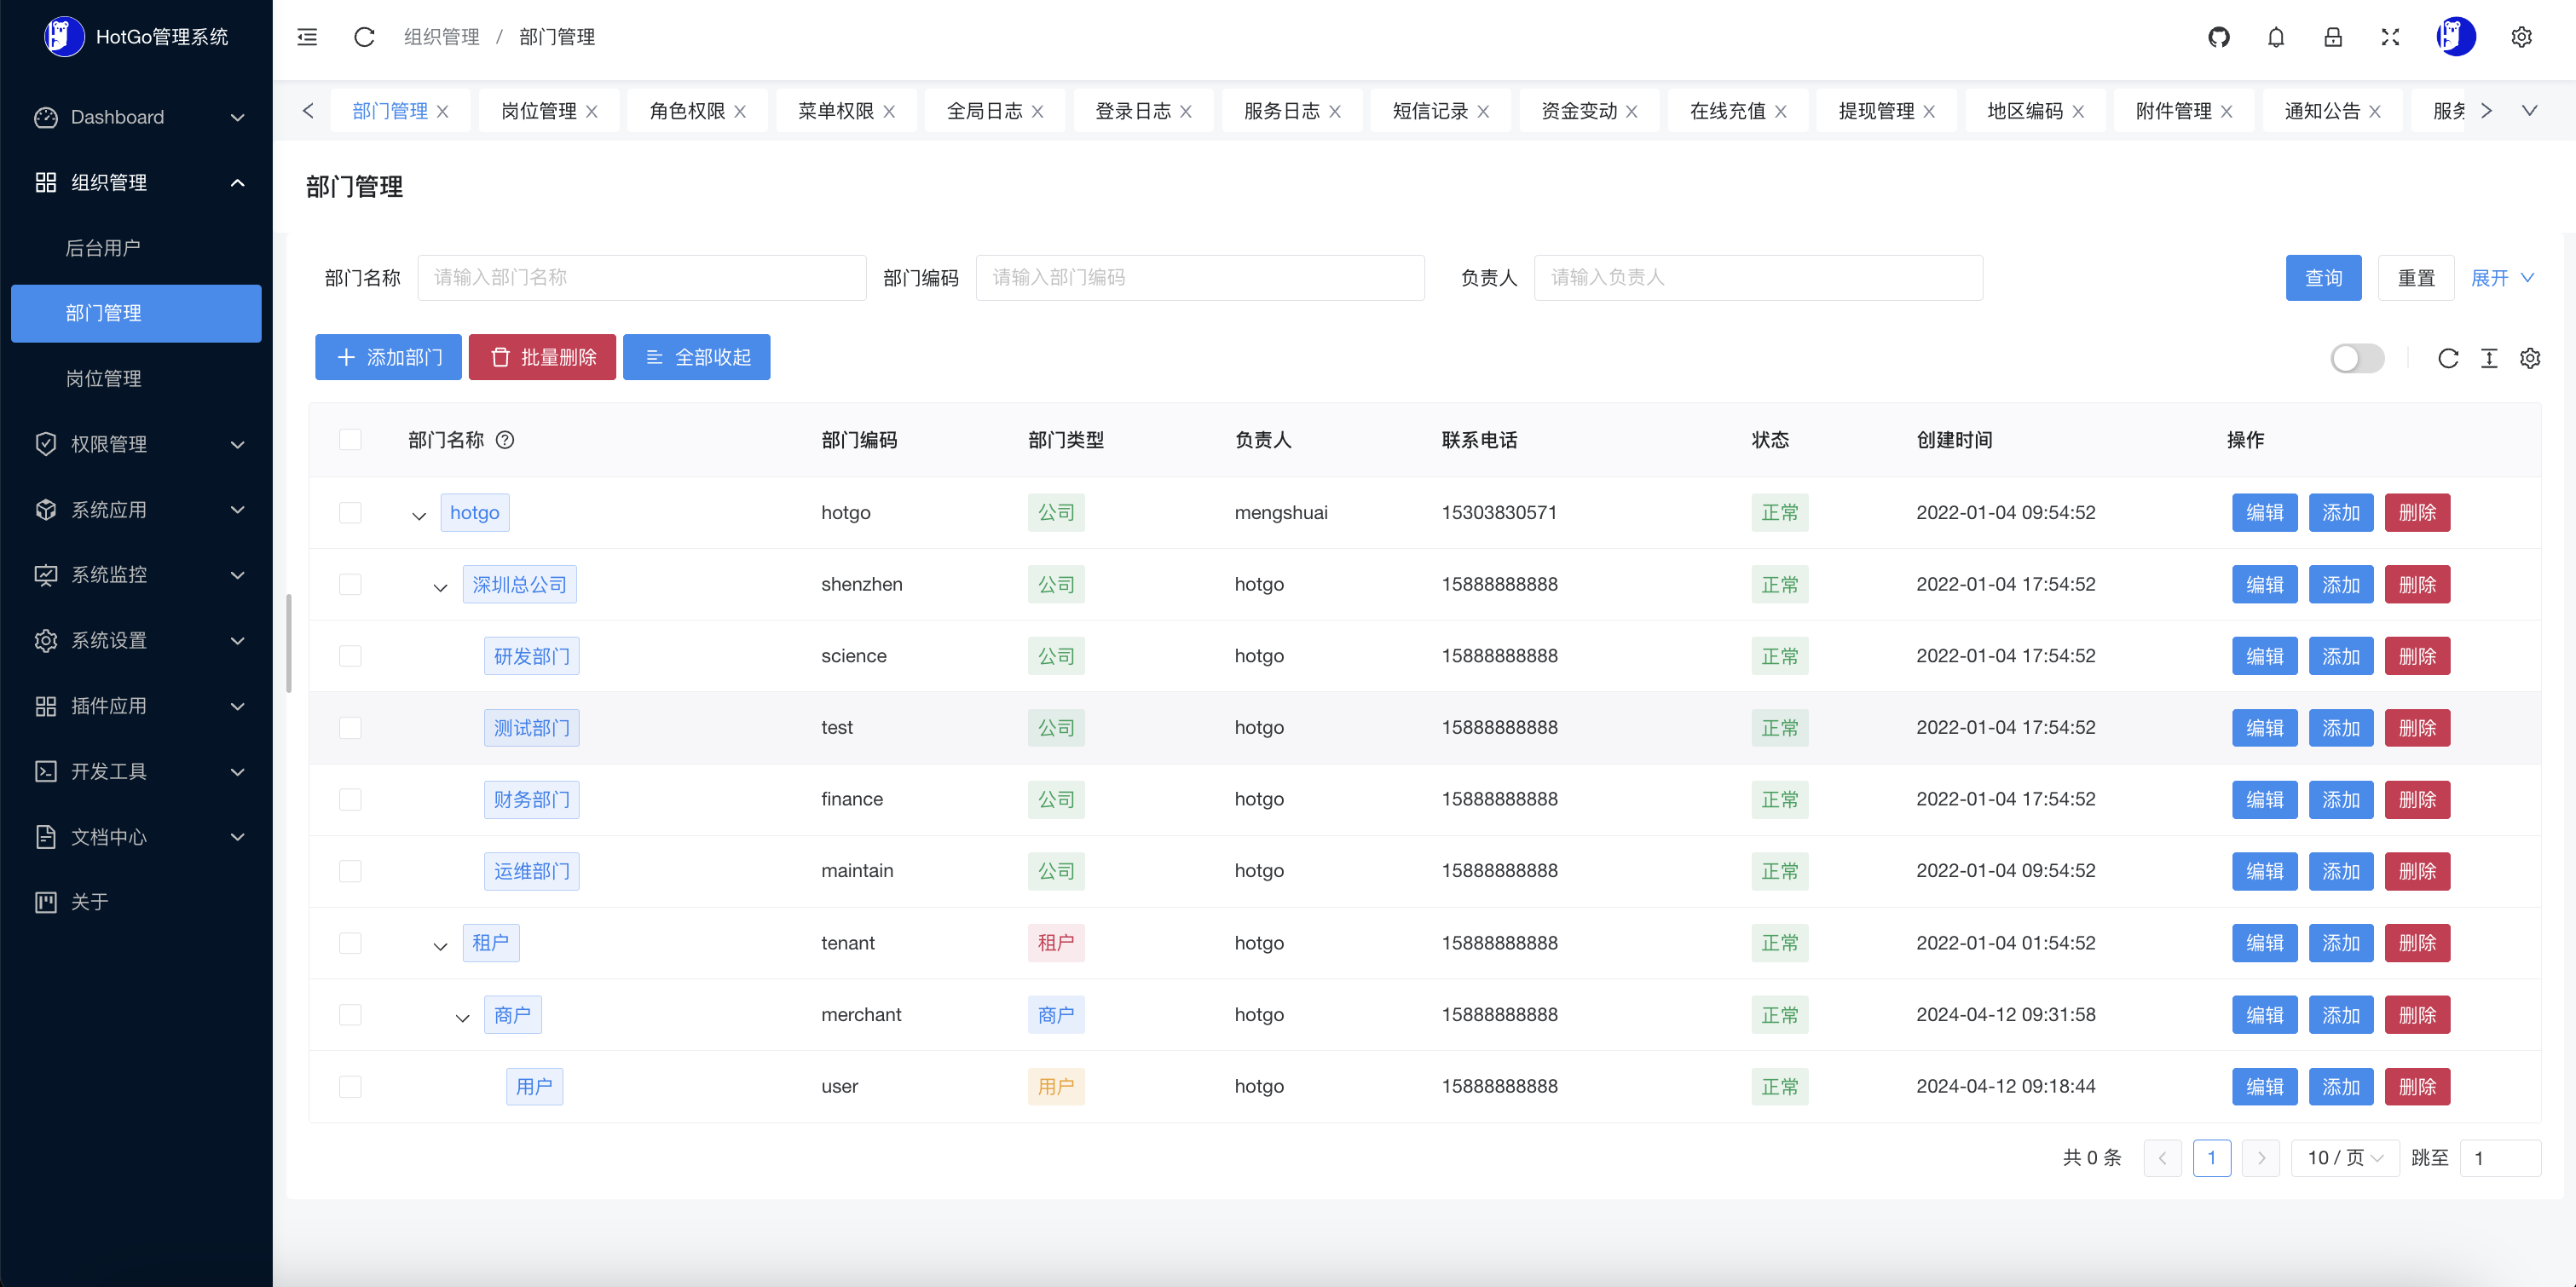 HotGo管理系统
Dashboard
组织管理
后台用户
部门管理
岗位管理
权限管理
系统应用
系统监控
系统设置
插件应用
开发工具
文档中心
关于
组织管理 / 部门管理
部门管理 岗位管理 角色权限 菜单权限 全局日志 登录日志 服务日志 短信记录 资金变动 在线充值 提现管理 地区编码 附件管理 通知公告 服务
部门管理
部门名称 请输入部门名称 部门编码 请输入部门编码 负责人 请输入负责人 查询 重置 展开
添加部门 批量删除 全部收起
部门名称 部门编码 部门类型 负责人 联系电话 状态 创建时间 操作
hotgo hotgo 公司 mengshuai 15303830571 正常 2022-01-04 09:54:52 编辑 添加 删除
深圳总公司 shenzhen 公司 hotgo 15888888888 正常 2022-01-04 17:54:52 编辑 添加 删除
研发部门 science 公司 hotgo 15888888888 正常 2022-01-04 17:54:52 编辑 添加 删除
测试部门 test 公司 hotgo 15888888888 正常 2022-01-04 17:54:52 编辑 添加 删除
财务部门 finance 公司 hotgo 15888888888 正常 2022-01-04 17:54:52 编辑 添加 删除
运维部门 maintain 公司 hotgo 15888888888 正常 2022-01-04 09:54:52 编辑 添加 删除
租户 tenant 租户 hotgo 15888888888 正常 2022-01-04 01:54:52 编辑 添加 删除
商户 merchant 商户 hotgo 15888888888 正常 2024-04-12 09:31:58 编辑 添加 删除
用户 user 用户 hotgo 15888888888 正常 2024-04-12 09:18:44 编辑 添加 删除
共 0 条 1 10 / 页 跳至 1